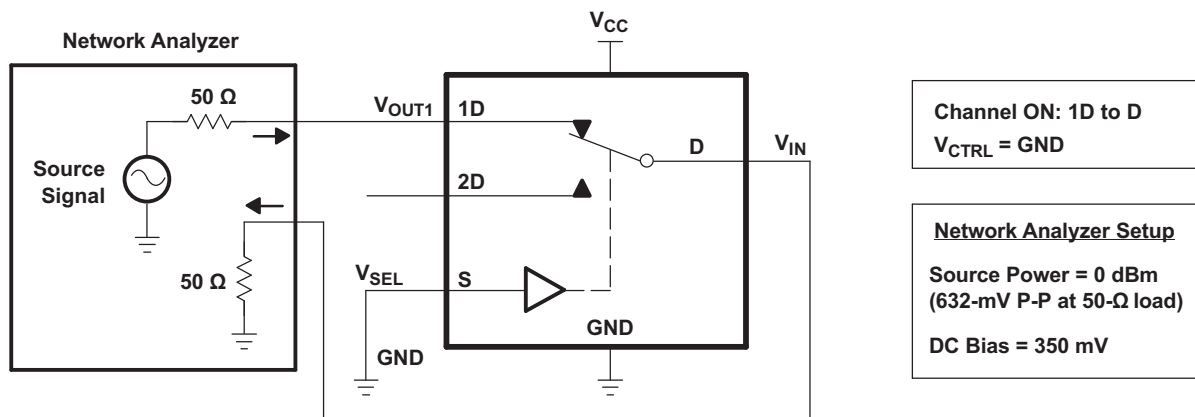 Network Analyzer
50 Ω
Source
Signal
50 Ω
V_OUT1
1D
2D
V_SEL
S
GND
V_CC
D
GND
V_IN
Channel ON: 1D to D
V_CTRL = GND
Network Analyzer Setup
Source Power = 0 dBm
(632-mV P-P at 50-Ω load)
DC Bias = 350 mV